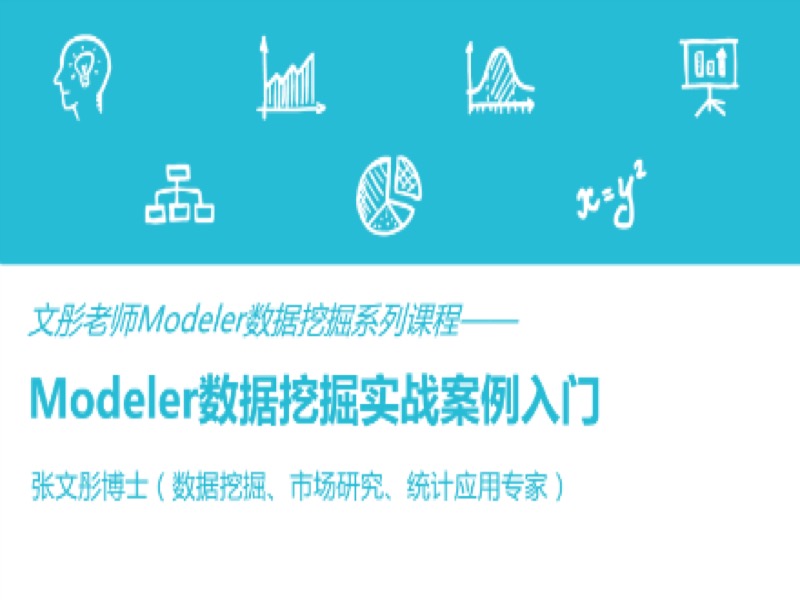 x=y²
文彤老师Modeler数据挖掘系列课程——
Modeler数据挖掘实战案例入门
张文彤博士（数据挖掘、市场研究、统计应用专家）